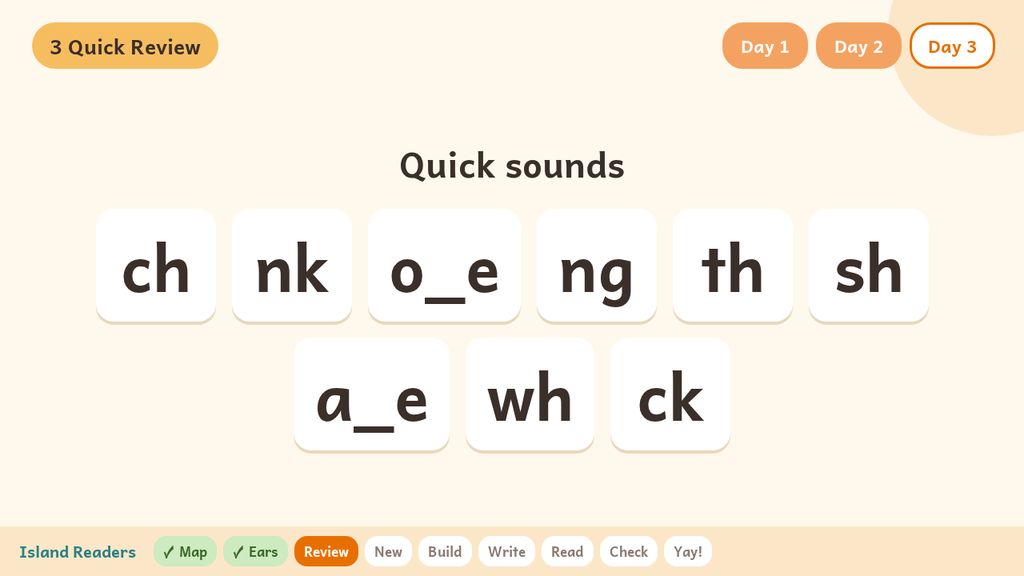 3 Quick Review
Day 1 Day 2 Day 3
Quick sounds
ch nk o_e ng th sh
a_e wh ck
Island Readers ✓ Map ✓ Ears Review New Build Write Read Check Yay!